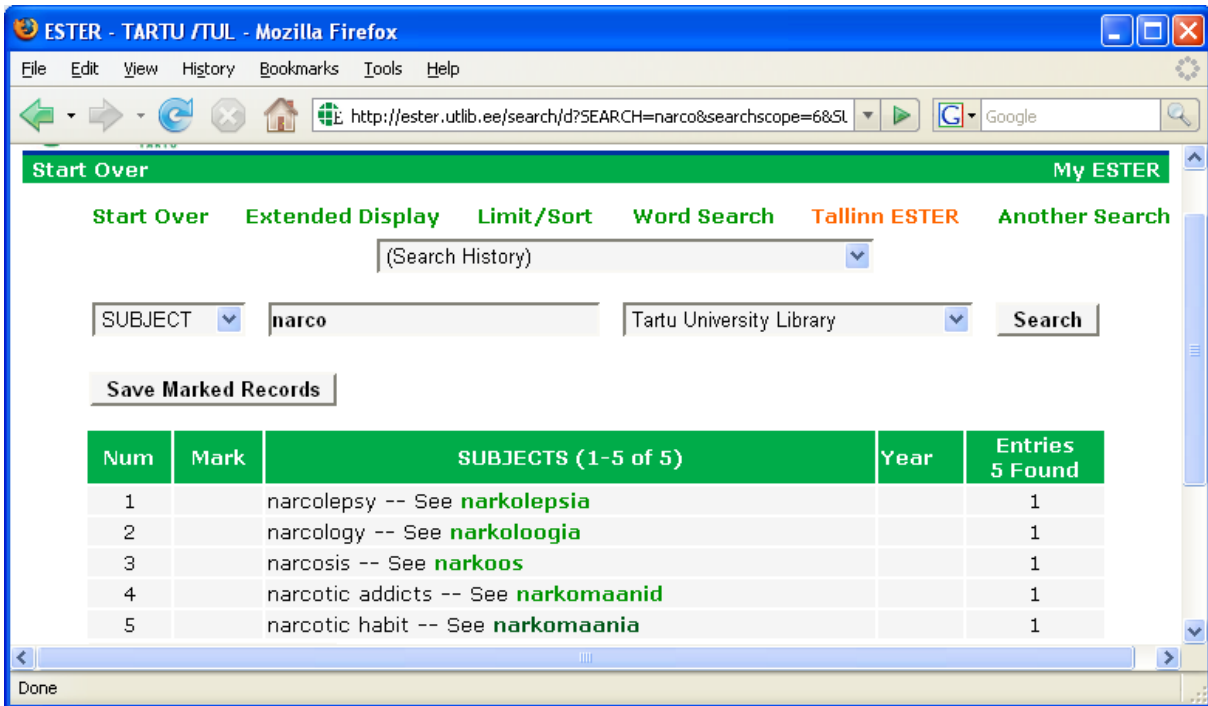 ESTER - TARTU /TUL - Mozilla Firefox
File Edit View History Bookmarks Tools Help
http://ester.utlib.ee/search/d?SEARCH=narco&searchscope=6&SU
G Google
TARTU
Start Over My ESTER
Start Over Extended Display Limit/Sort Word Search Tallinn ESTER Another Search
(Search History)
SUBJECT narco Tartu University Library Search
Save Marked Records
Num Mark SUBJECTS (1-5 of 5) Year Entries 5 Found
1 narcolepsy -- See narkolepsia 1
2 narcology -- See narkoloogia 1
3 narcosis -- See narkoos 1
4 narcotic addicts -- See narkomaanid 1
5 narcotic habit -- See narkomaania 1
Done